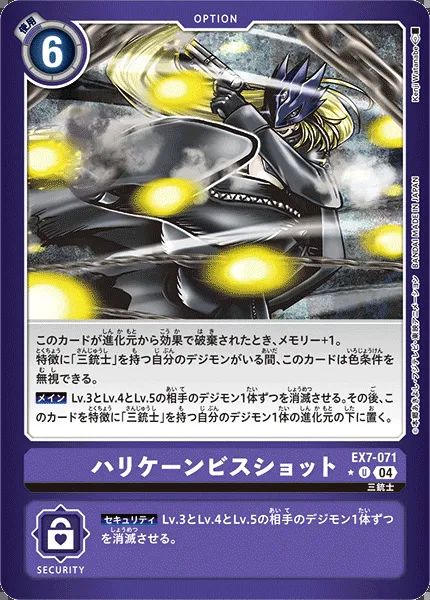 OPTION
使用
6
Kenji Watanabe
BANDAI MADE IN JAPAN
このカードが進化元から効果で破棄されたとき、メモリー+1。
特徴に「三銃士」を持つ自分のデジモンがいる間、このカードは色条件を
無視できる。
メイン Lv.3とLv.4とLv.5の相手のデジモン1体ずつを消滅させる。その後、こ
のカードを特徴に「三銃士」を持つ自分のデジモン1体の進化元の下に置く。
EX7-071
ハリケーンビスショット
U 04
三銃士
セキュリティ Lv.3とLv.4とLv.5の相手のデジモン1体ずつ
を消滅させる。
SECURITY